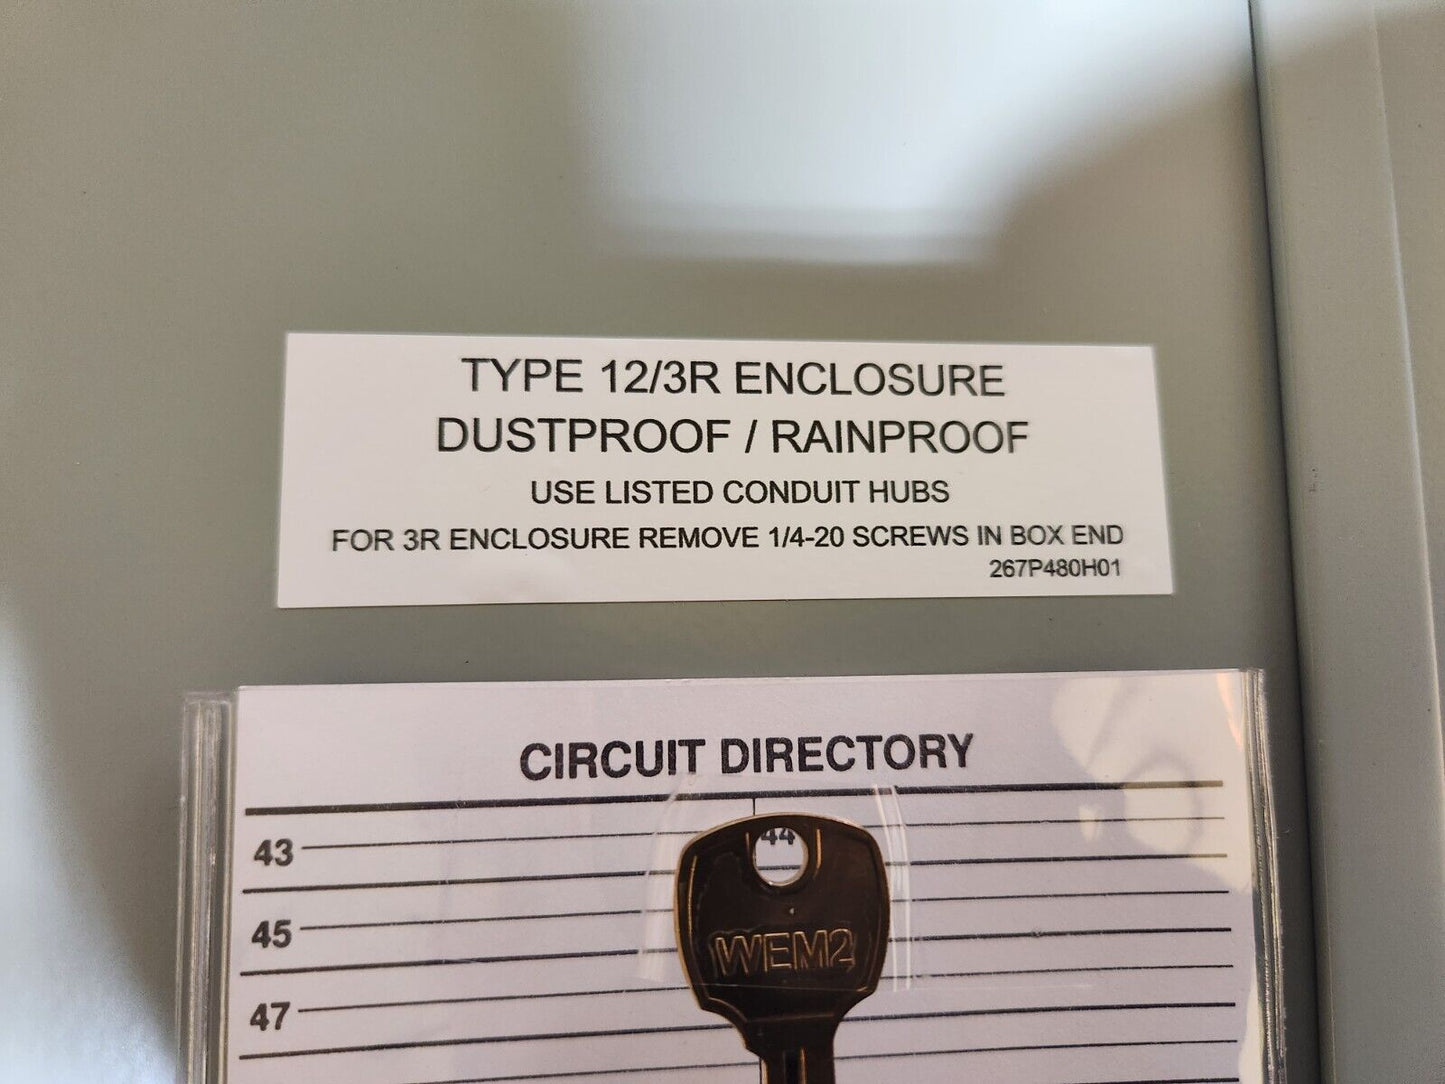 TYPE 12/3R ENCLOSURE
DUSTPROOF / RAINPROOF
USE LISTED CONDUIT HUBS
FOR 3R ENCLOSURE REMOVE 1/4-20 SCREWS IN BOX END
267P480H01
CIRCUIT DIRECTORY
43
44
45
WEM2
47